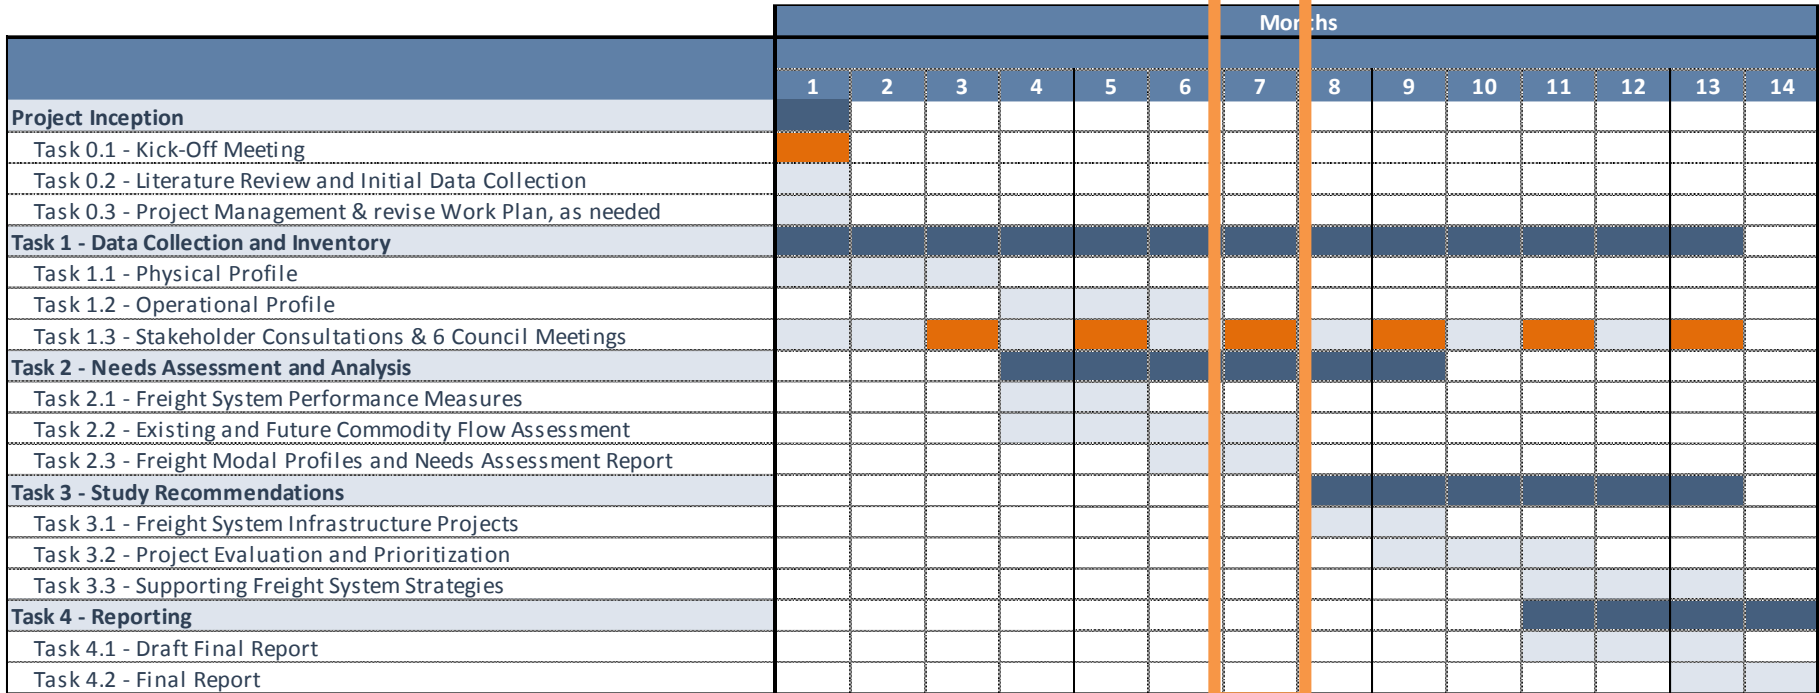 Months
1 2 3 4 5 6 7 8 9 10 11 12 13 14
Project Inception
Task 0.1 - Kick-Off Meeting
Task 0.2 - Literature Review and Initial Data Collection
Task 0.3 - Project Management & revise Work Plan, as needed
Task 1 - Data Collection and Inventory
Task 1.1 - Physical Profile
Task 1.2 - Operational Profile
Task 1.3 - Stakeholder Consultations & 6 Council Meetings
Task 2 - Needs Assessment and Analysis
Task 2.1 - Freight System Performance Measures
Task 2.2 - Existing and Future Commodity Flow Assessment
Task 2.3 - Freight Modal Profiles and Needs Assessment Report
Task 3 - Study Recommendations
Task 3.1 - Freight System Infrastructure Projects
Task 3.2 - Project Evaluation and Prioritization
Task 3.3 - Supporting Freight System Strategies
Task 4 - Reporting
Task 4.1 - Draft Final Report
Task 4.2 - Final Report